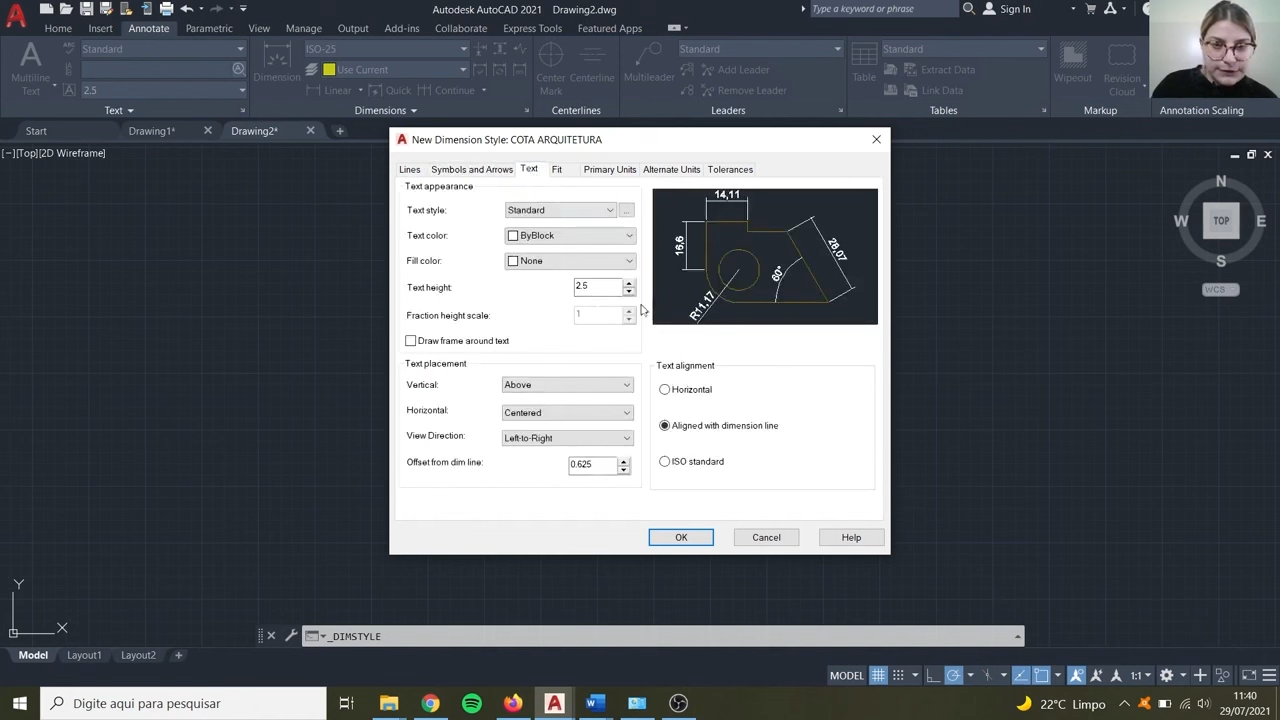 Autodesk AutoCAD 2021 Drawing2.dwg
Type a keyword or phrase
Sign In
Home Insert Annotate Parametric View Manage Output Add-ins Collaborate Express Tools Featured Apps
Multiline Text
Standard
2.5
Text
Dimension
ISO-25
Use Current
Linear Quick Continue
Dimensions
Center Mark
Centerline
Centerlines
Multileader
Standard
Add Leader
Remove Leader
Leaders
Table
Standard
Extract Data
Link Data
Tables
Wipeout
Revision Cloud
Markup
Annotation Scaling
Start Drawing1* Drawing2*
[−][Top][2D Wireframe]
New Dimension Style: COTA ARQUITETURA
Lines Symbols and Arrows Text Fit Primary Units Alternate Units Tolerances
Text appearance
Text style: Standard ...
Text color: ByBlock
Fill color: None
Text height: 2.5
Fraction height scale: 1
Draw frame around text
Text placement
Vertical: Above
Horizontal: Centered
View Direction: Left-to-Right
Offset from dim line: 0.625
14,11
16,6
28,07
60°
R11,17
Text alignment
Horizontal
Aligned with dimension line
ISO standard
OK Cancel Help
N
W TOP E
S
WCS
Y
X
_DIMSTYLE
Model Layout1 Layout2
MODEL 1:1
Digite aqui para pesquisar
22°C Limpo
11:40
29/07/2021